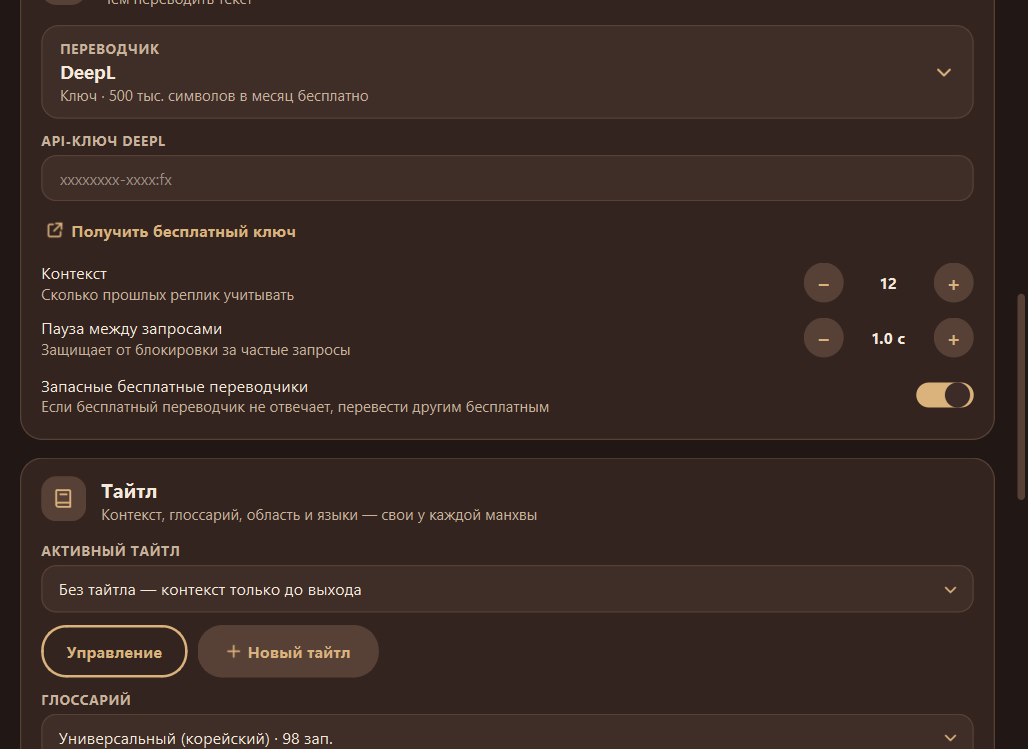 Чем переводить текст
ПЕРЕВОДЧИК
DeepL
Ключ · 500 тыс. символов в месяц бесплатно
API-КЛЮЧ DEEPL
xxxxxxxx-xxxx:fx
Получить бесплатный ключ
Контекст
Сколько прошлых реплик учитывать
− 12 +
Пауза между запросами
Защищает от блокировки за частые запросы
− 1.0 с +
Запасные бесплатные переводчики
Если бесплатный переводчик не отвечает, перевести другим бесплатным
Тайтл
Контекст, глоссарий, область и языки — свои у каждой манхвы
АКТИВНЫЙ ТАЙТЛ
Без тайтла — контекст только до выхода
Управление
+ Новый тайтл
ГЛОССАРИЙ
Универсальный (корейский) · 98 зап.